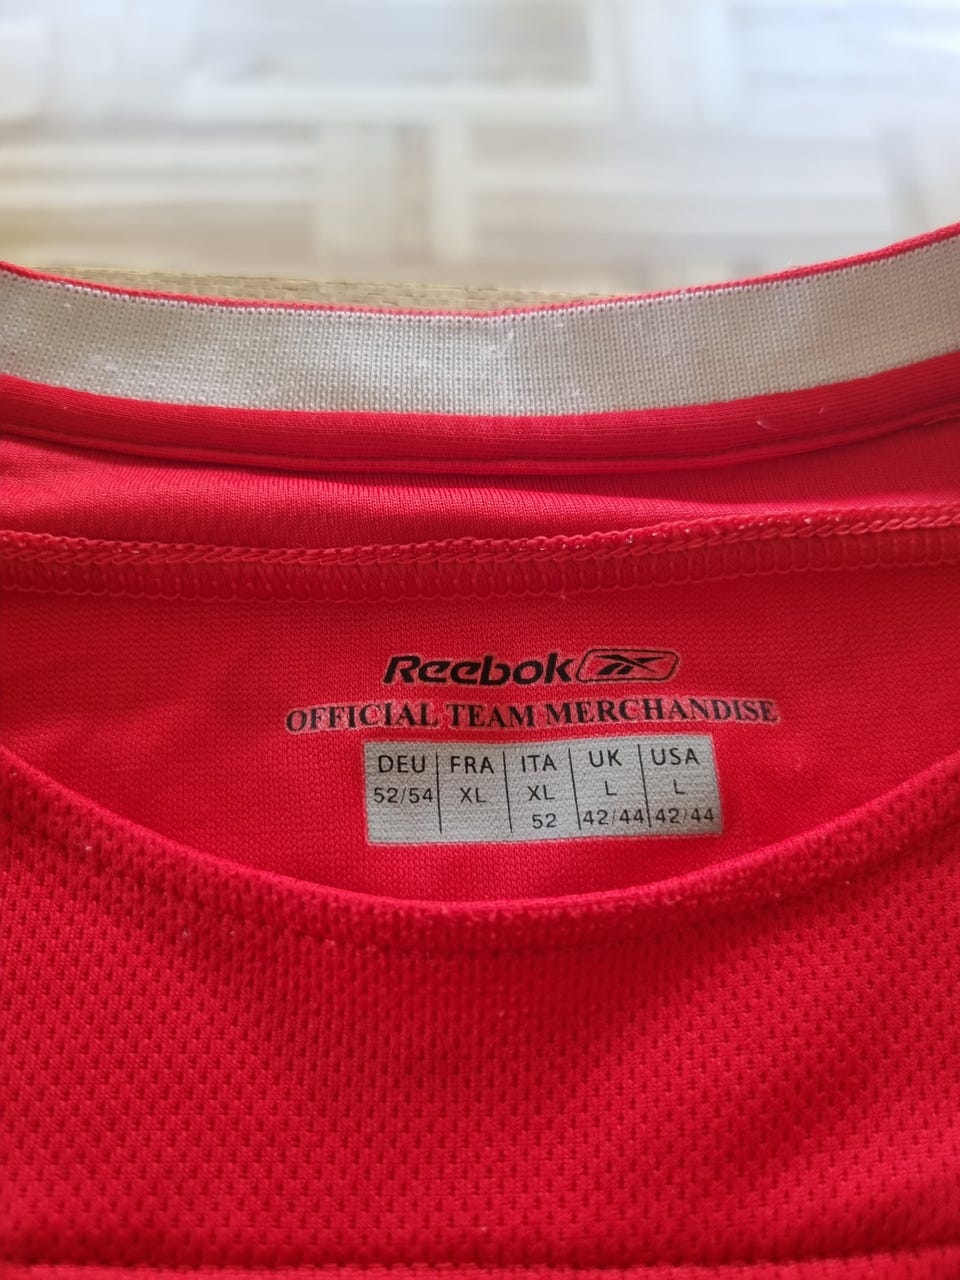 Reebok
OFFICIAL TEAM MERCHANDISE
DEU FRA ITA UK USA
52/54 XL XL L L
52 42/44 42/44